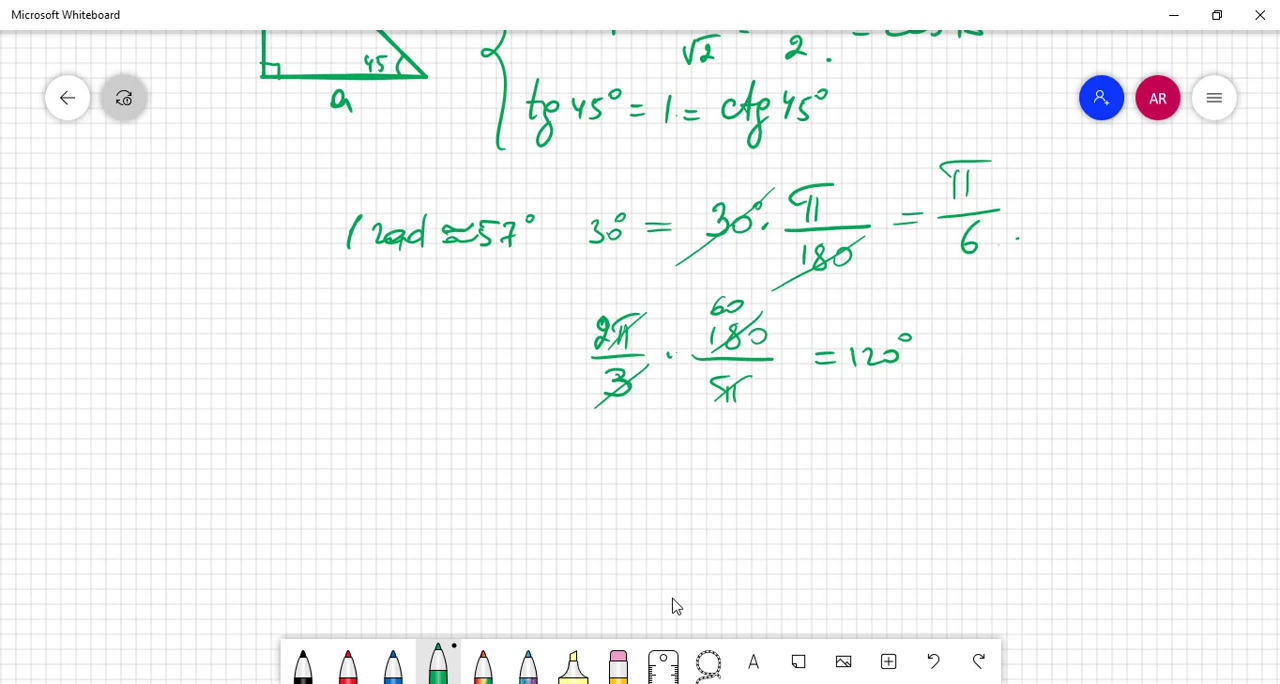 Microsoft Whiteboard
√2 = 2 .
45
a
tg 45° = 1 = ctg 45°
AR
1 rad ≈ 57° 30° = 30° · π/180 = π/6 .
2π/3 · 180/π = 120°
60
A